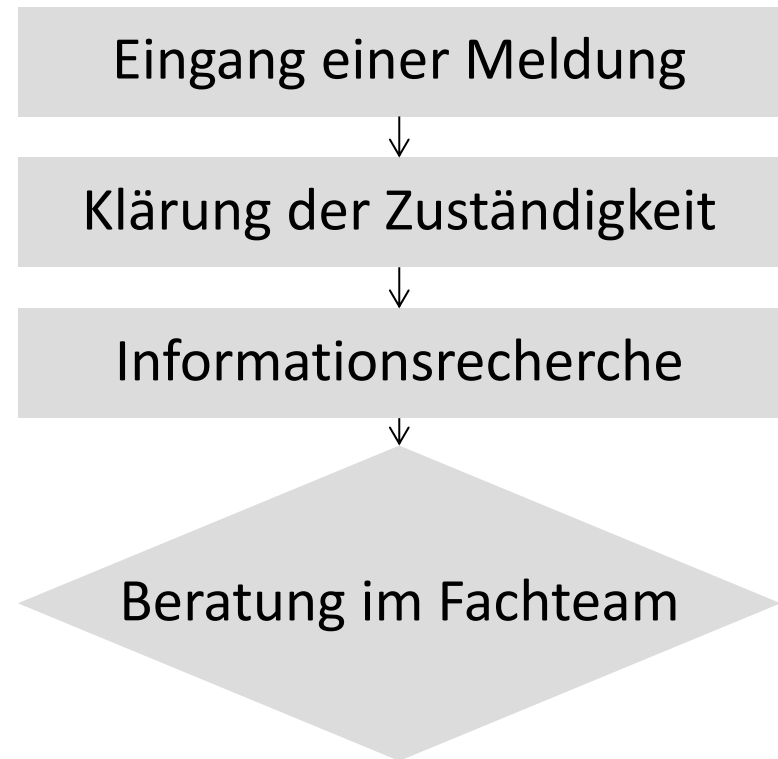 Eingang einer Meldung
Klärung der Zuständigkeit
Informationsrecherche
Beratung im Fachteam